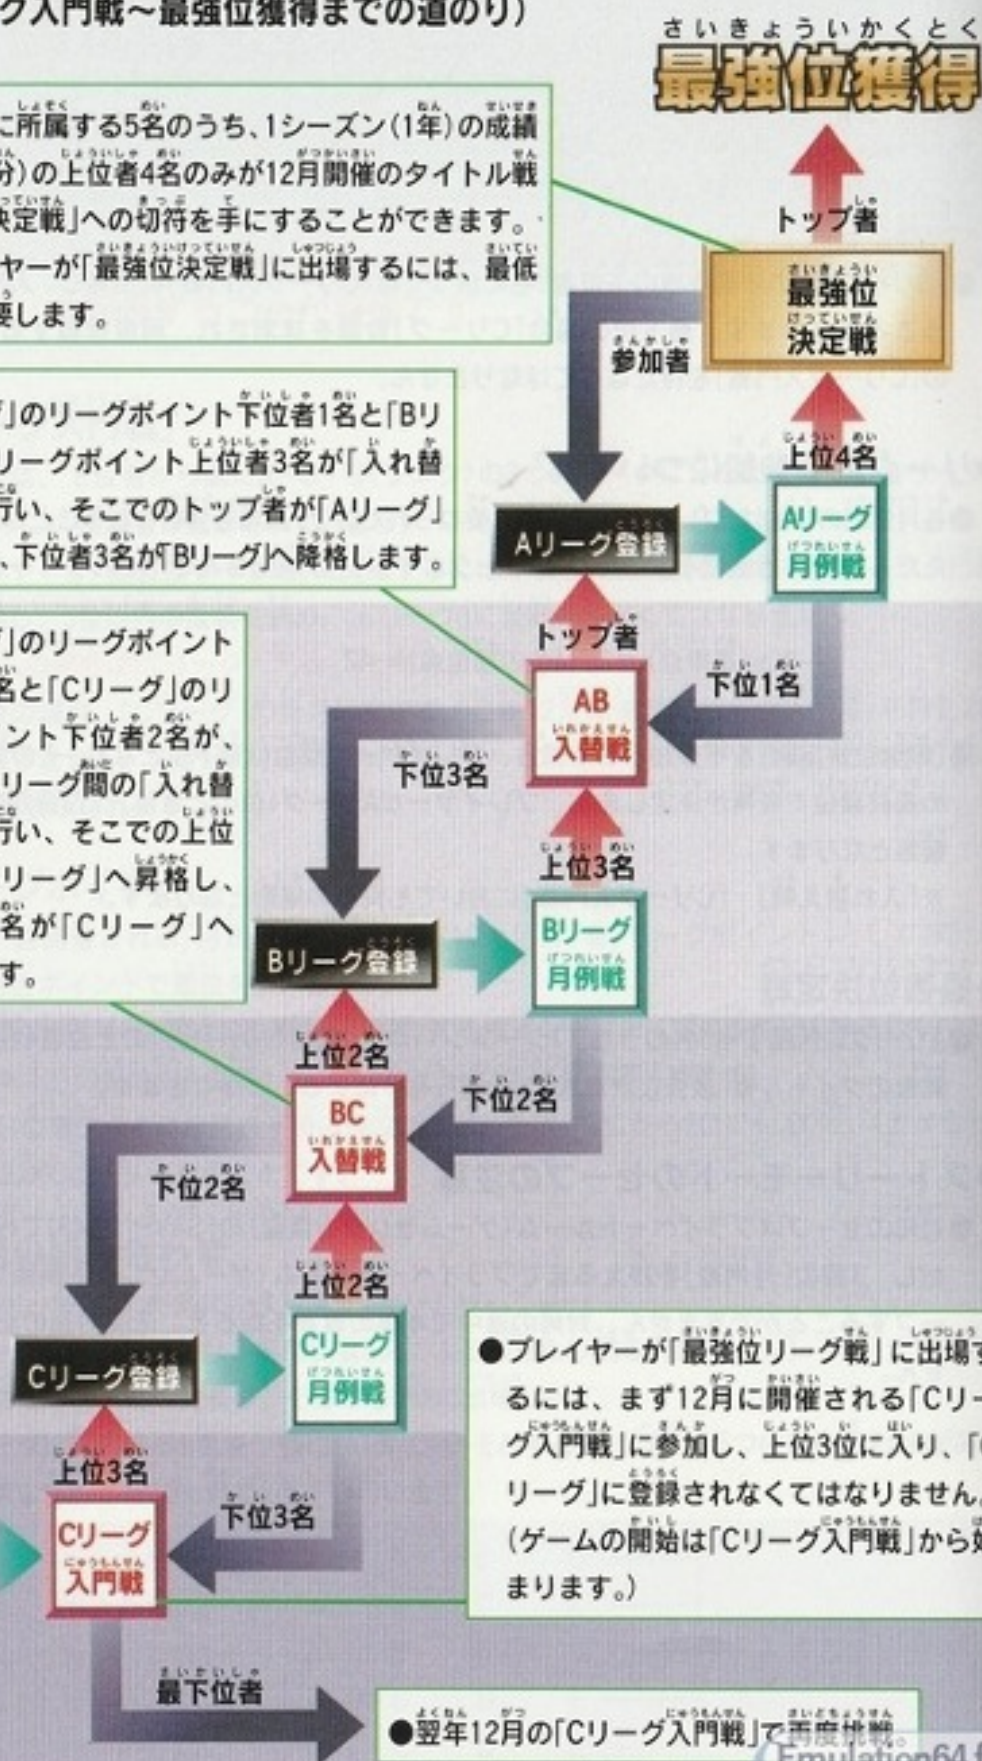 グ入門戦～最強位獲得までの道のり)
さいきょういかくとく
最強位獲得
に所属する5名のうち、1シーズン(1年)の成績
分)の上位者4名のみが12月開催のタイトル戦
決定戦」への切符を手にすることができます。
ヤーが「最強位決定戦」に出場するには、最低
要します。
トップ者
最強位
決定戦
参加者
上位4名
Aリーグ登録
Aリーグ
月例戦
」のリーグポイント下位者1名と「Bリ
リーグポイント上位者3名が「入れ替
行い、そこでのトップ者が「Aリーグ」
、下位者3名が「Bリーグ」へ降格します。
トップ者
下位1名
AB
入替戦
下位3名
上位3名
」のリーグポイント
名と「Cリーグ」のリ
ント下位者2名が、
リーグ間の「入れ替
行い、そこでの上位
リーグ」へ昇格し、
名が「Cリーグ」へ
す。
Bリーグ登録
Bリーグ
月例戦
上位2名
下位2名
BC
入替戦
下位2名
上位2名
Cリーグ登録
Cリーグ
月例戦
上位3名
下位3名
Cリーグ
入門戦
●プレイヤーが「最強位リーグ戦」に出場す
るには、まず12月に開催される「Cリー
グ入門戦」に参加し、上位3位に入り、「C
リーグ」に登録されなくてはなりません。
(ゲームの開始は「Cリーグ入門戦」から始
まります。)
最下位者
●翌年12月の「Cリーグ入門戦」で再度挑戦。
Emulation64.f